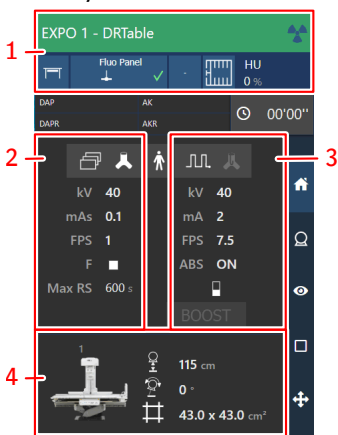 EXPO 1 - DRTable
1
Fluo Panel
-
HU
0 %
DAP AK
DAPR AKR
00'00''
2 3
kV 40 kV 40
mAs 0.1 mA 2
FPS 1 FPS 7.5
F ABS ON
Max RS 600 s
BOOST
1
115 cm
4
0 °
43.0 x 43.0 cm²